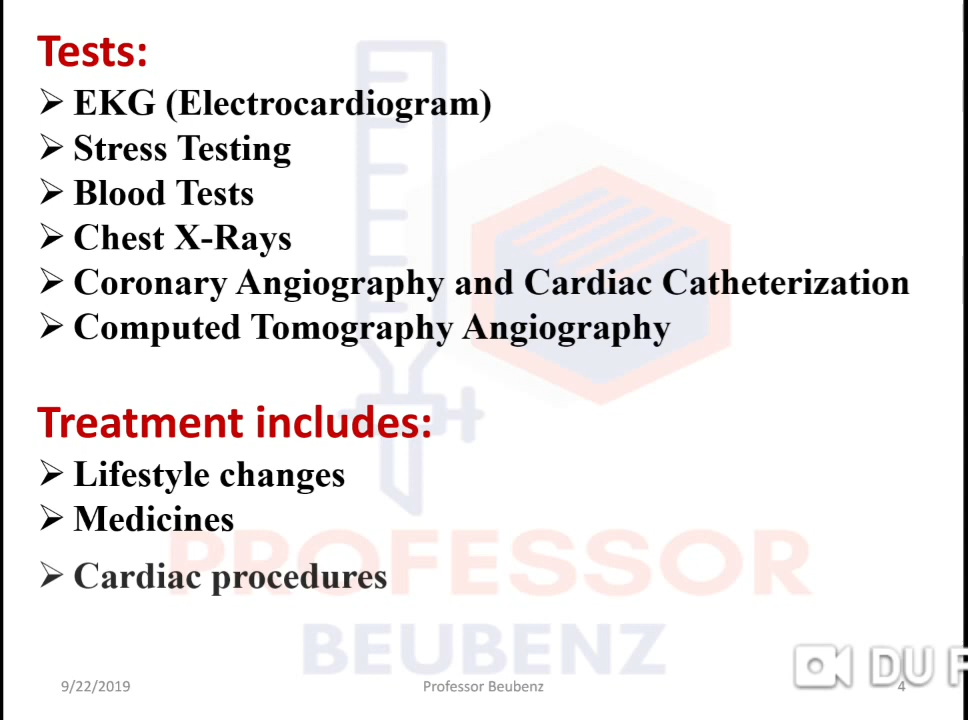 Tests:
➢ EKG (Electrocardiogram)
➢ Stress Testing
➢ Blood Tests
➢ Chest X-Rays
➢ Coronary Angiography and Cardiac Catheterization
➢ Computed Tomography Angiography
Treatment includes:
➢ Lifestyle changes
➢ Medicines
➢ Cardiac procedures
PROFESSOR
BEUBENZ
9/22/2019 Professor Beubenz 4
DU